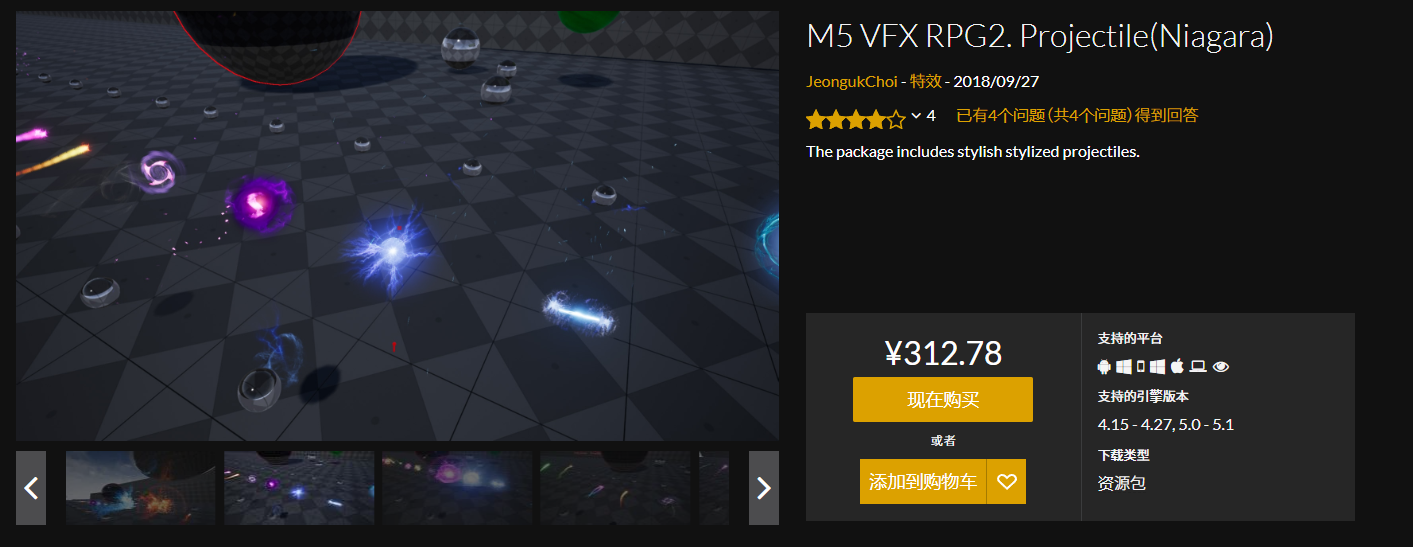 M5 VFX RPG2. Projectile(Niagara)
JeongukChoi - 特效 - 2018/09/27
4 已有4个问题（共4个问题）得到回答
The package includes stylish stylized projectiles.
¥312.78
现在购买
或者
添加到购物车
支持的平台
支持的引擎版本
4.15 - 4.27, 5.0 - 5.1
下载类型
资源包